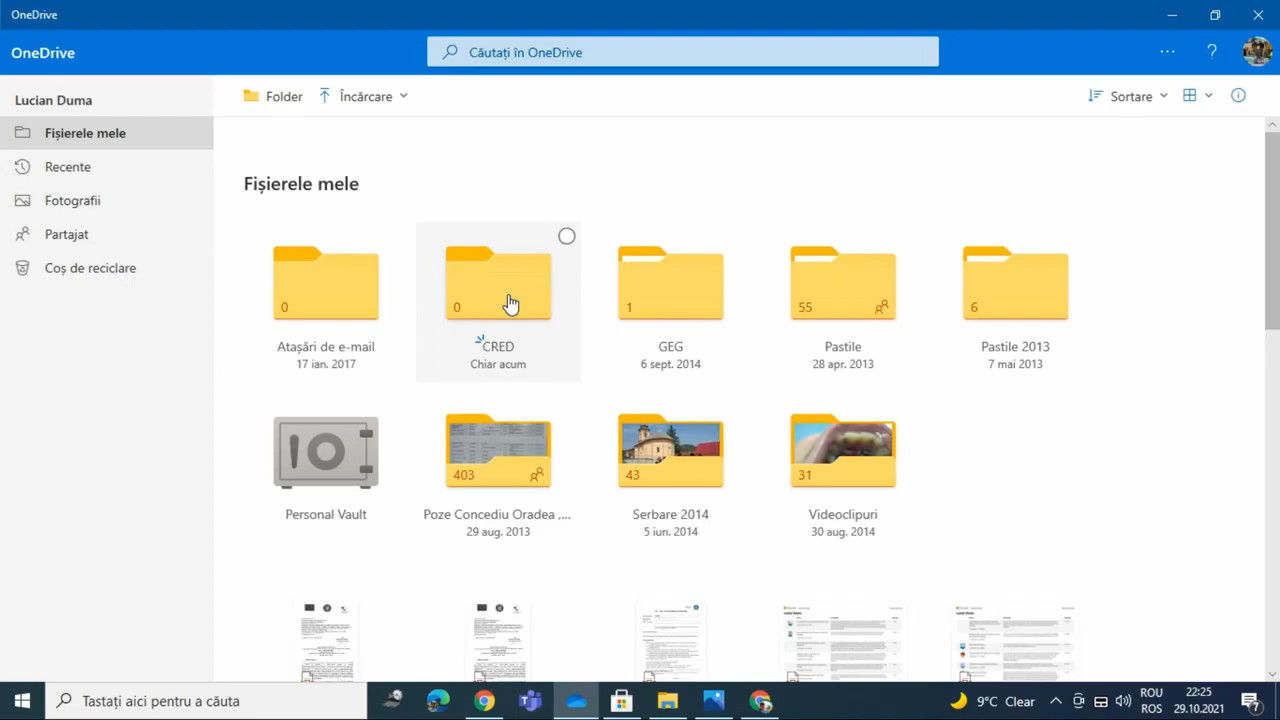 OneDrive
OneDrive
Căutați în OneDrive
Lucian Duma
Folder
Încărcare
Sortare
Fișierele mele
Recente
Fotografii
Partajat
Coș de reciclare
Fișierele mele
0
0
1
55
6
Atașări de e-mail
CRED
GEG
Pastile
Pastile 2013
17 ian. 2017
Chiar acum
6 sept. 2014
28 apr. 2013
7 mai 2013
403
43
31
Personal Vault
Poze Concediu Oradea ,...
Serbare 2014
Videoclipuri
29 aug. 2013
5 iun. 2014
30 aug. 2014
Tastați aici pentru a căuta
9°C Clear
ROU
ROS
22:25
29.10.2021
7